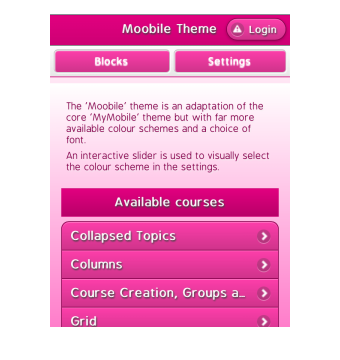 Moobile Theme
Login
Blocks
Settings
The 'Moobile' theme is an adaptation of the
core 'MyMobile' theme but with far more
available colour schemes and a choice of
font.
An interactive slider is used to visually select
the colour scheme in the settings.
Available courses
Collapsed Topics
Columns
Course Creation, Groups a...
Grid